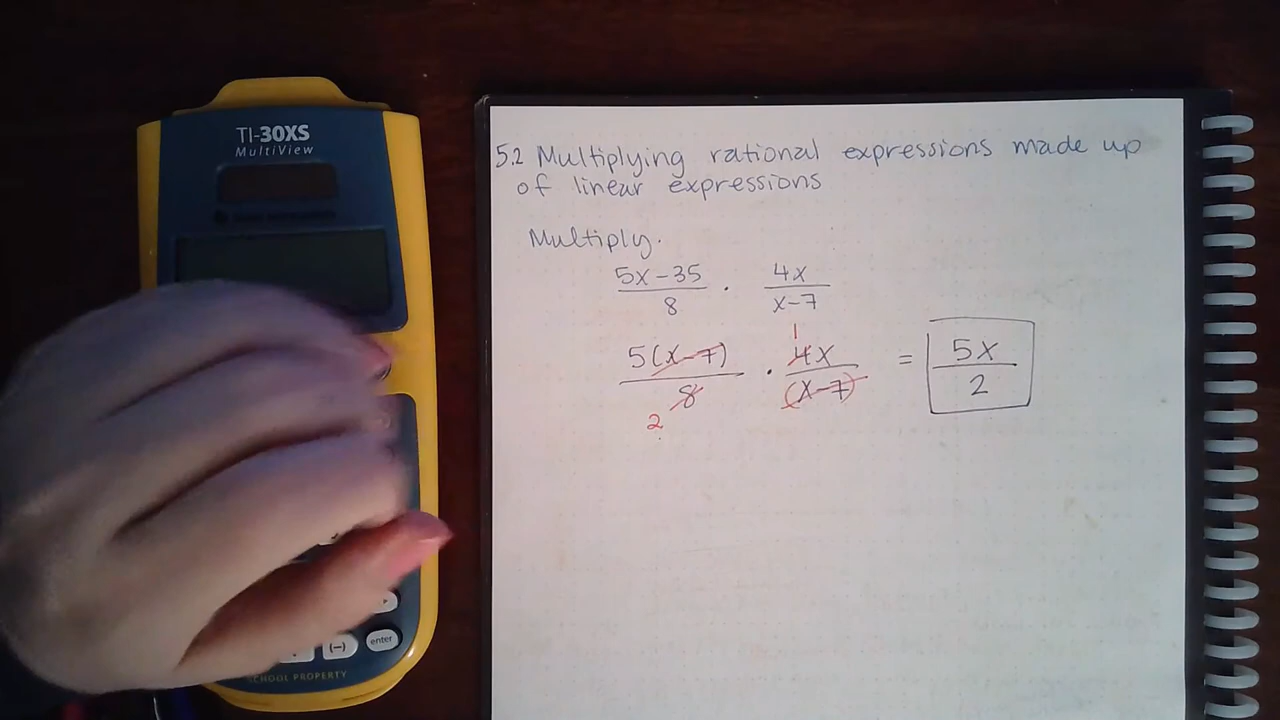 TI-30XS
MultiView
5.2 Multiplying rational expressions made up
of linear expressions
Multiply.
5x-35/8 · 4x/x-7
1
5(x-7)/8 · 4x/(x-7) = 5x/2
2
(-)
enter
SCHOOL PROPERTY